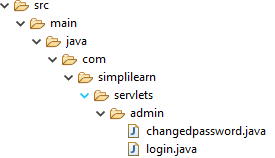 src
main
java
com
simplilearn
servlets
admin
changedpassword.java
login.java